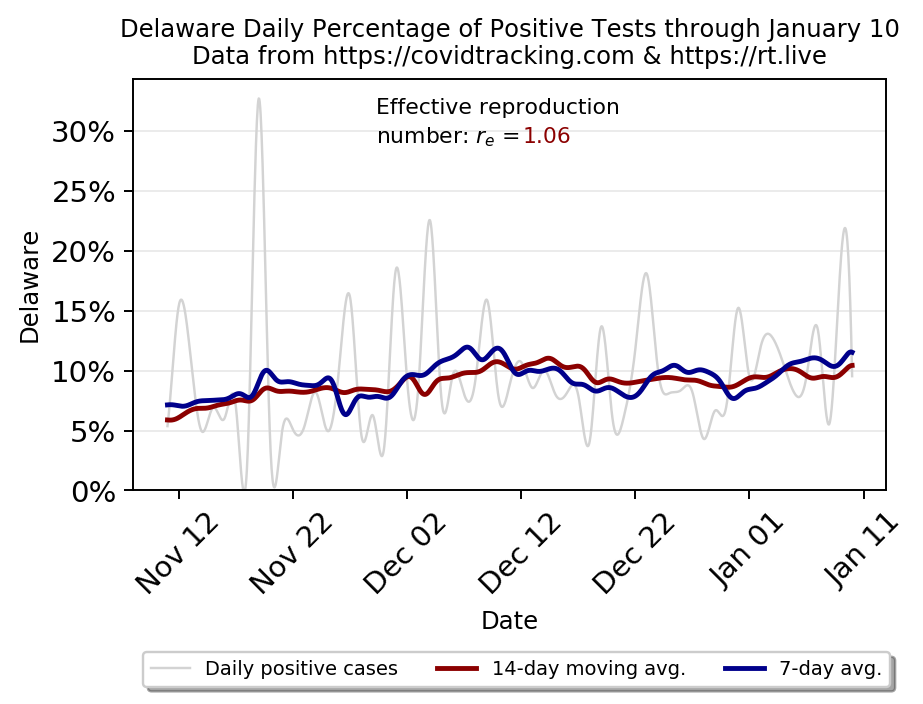 Delaware Daily Percentage of Positive Tests through January 10
Data from https://covidtracking.com & https://rt.live
Effective reproduction
number: rₑ =1.06
30%
25%
20%
15%
10%
5%
0%
Delaware
Nov 12
Nov 22
Dec 02
Dec 12
Dec 22
Jan 01
Jan 11
Date
Daily positive cases
14-day moving avg.
7-day avg.